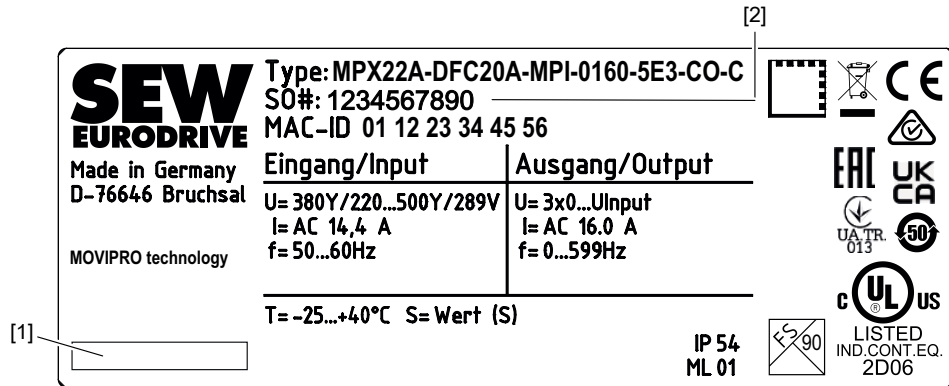 [2]
SEW
EURODRIVE
Made in Germany
D-76646 Bruchsal
MOVIPRO technology
[1]
Type: MPX22A-DFC20A-MPI-0160-5E3-CO-C
SO#: 1234567890
MAC-ID 01 12 23 34 45 56
Eingang/Input
U= 380Y/220...500Y/289V
I= AC 14,4 A
f= 50...60Hz
Ausgang/Output
U= 3x0...UInput
I= AC 16.0 A
f= 0...599Hz
T= -25...+40°C S= Wert (S)
IP 54
ML 01
CE
EAC
UK
CA
UA.TR.
013
50
C UL US
®
LISTED
IND.CONT.EQ.
2D06
FS
90